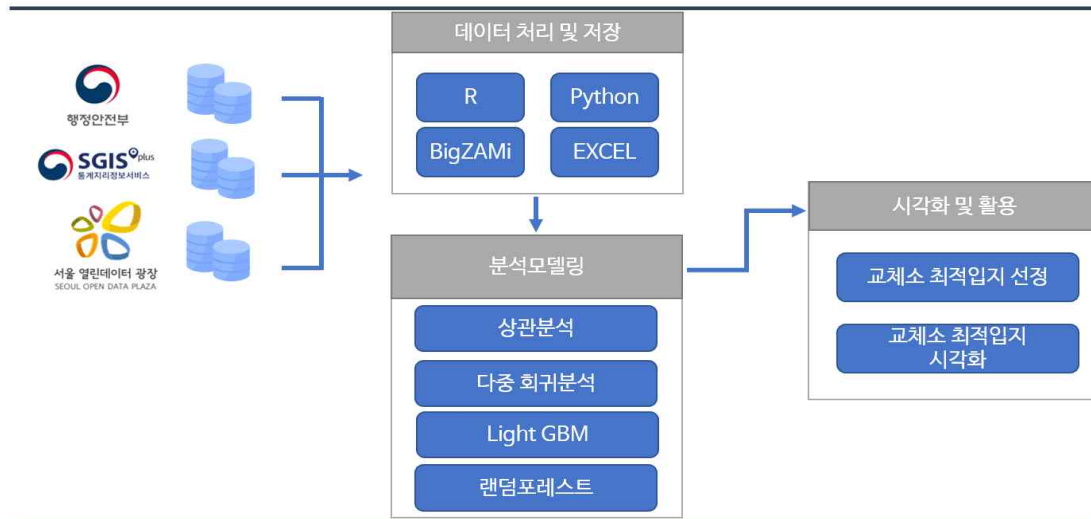 데이터 처리 및 저장
R
Python
BigZAMi
EXCEL
행정안전부
SGIS plus
통계지리정보서비스
서울 열린데이터 광장
SEOUL OPEN DATA PLAZA
분석모델링
상관분석
다중 회귀분석
Light GBM
랜덤포레스트
시각화 및 활용
교체소 최적입지 선정
교체소 최적입지
시각화